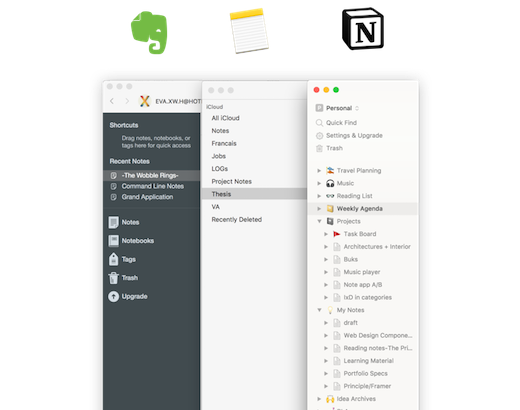 N
EVA.XW.H@HOT
Shortcuts
Drag notes, notebooks, or
tags here for quick access
Recent Notes
-The Wobble Rings-
Command Line Notes
Grand Application
Notes
Notebooks
Tags
Trash
Upgrade
iCloud
All iCloud
Notes
Francais
Jobs
LOGs
Project Notes
Thesis
VA
Recently Deleted
P Personal
Quick Find
Settings & Upgrade
Trash
Travel Planning
Music
Reading List
Weekly Agenda
Projects
Task Board
Architectures + Interior
Buks
Music player
Note app A/B
IxD in categories
My Notes
draft
Web Design Compone...
Reading notes-The Pri...
Learning Material
Portfolio Specs
Principle/Framer
Idea Archives